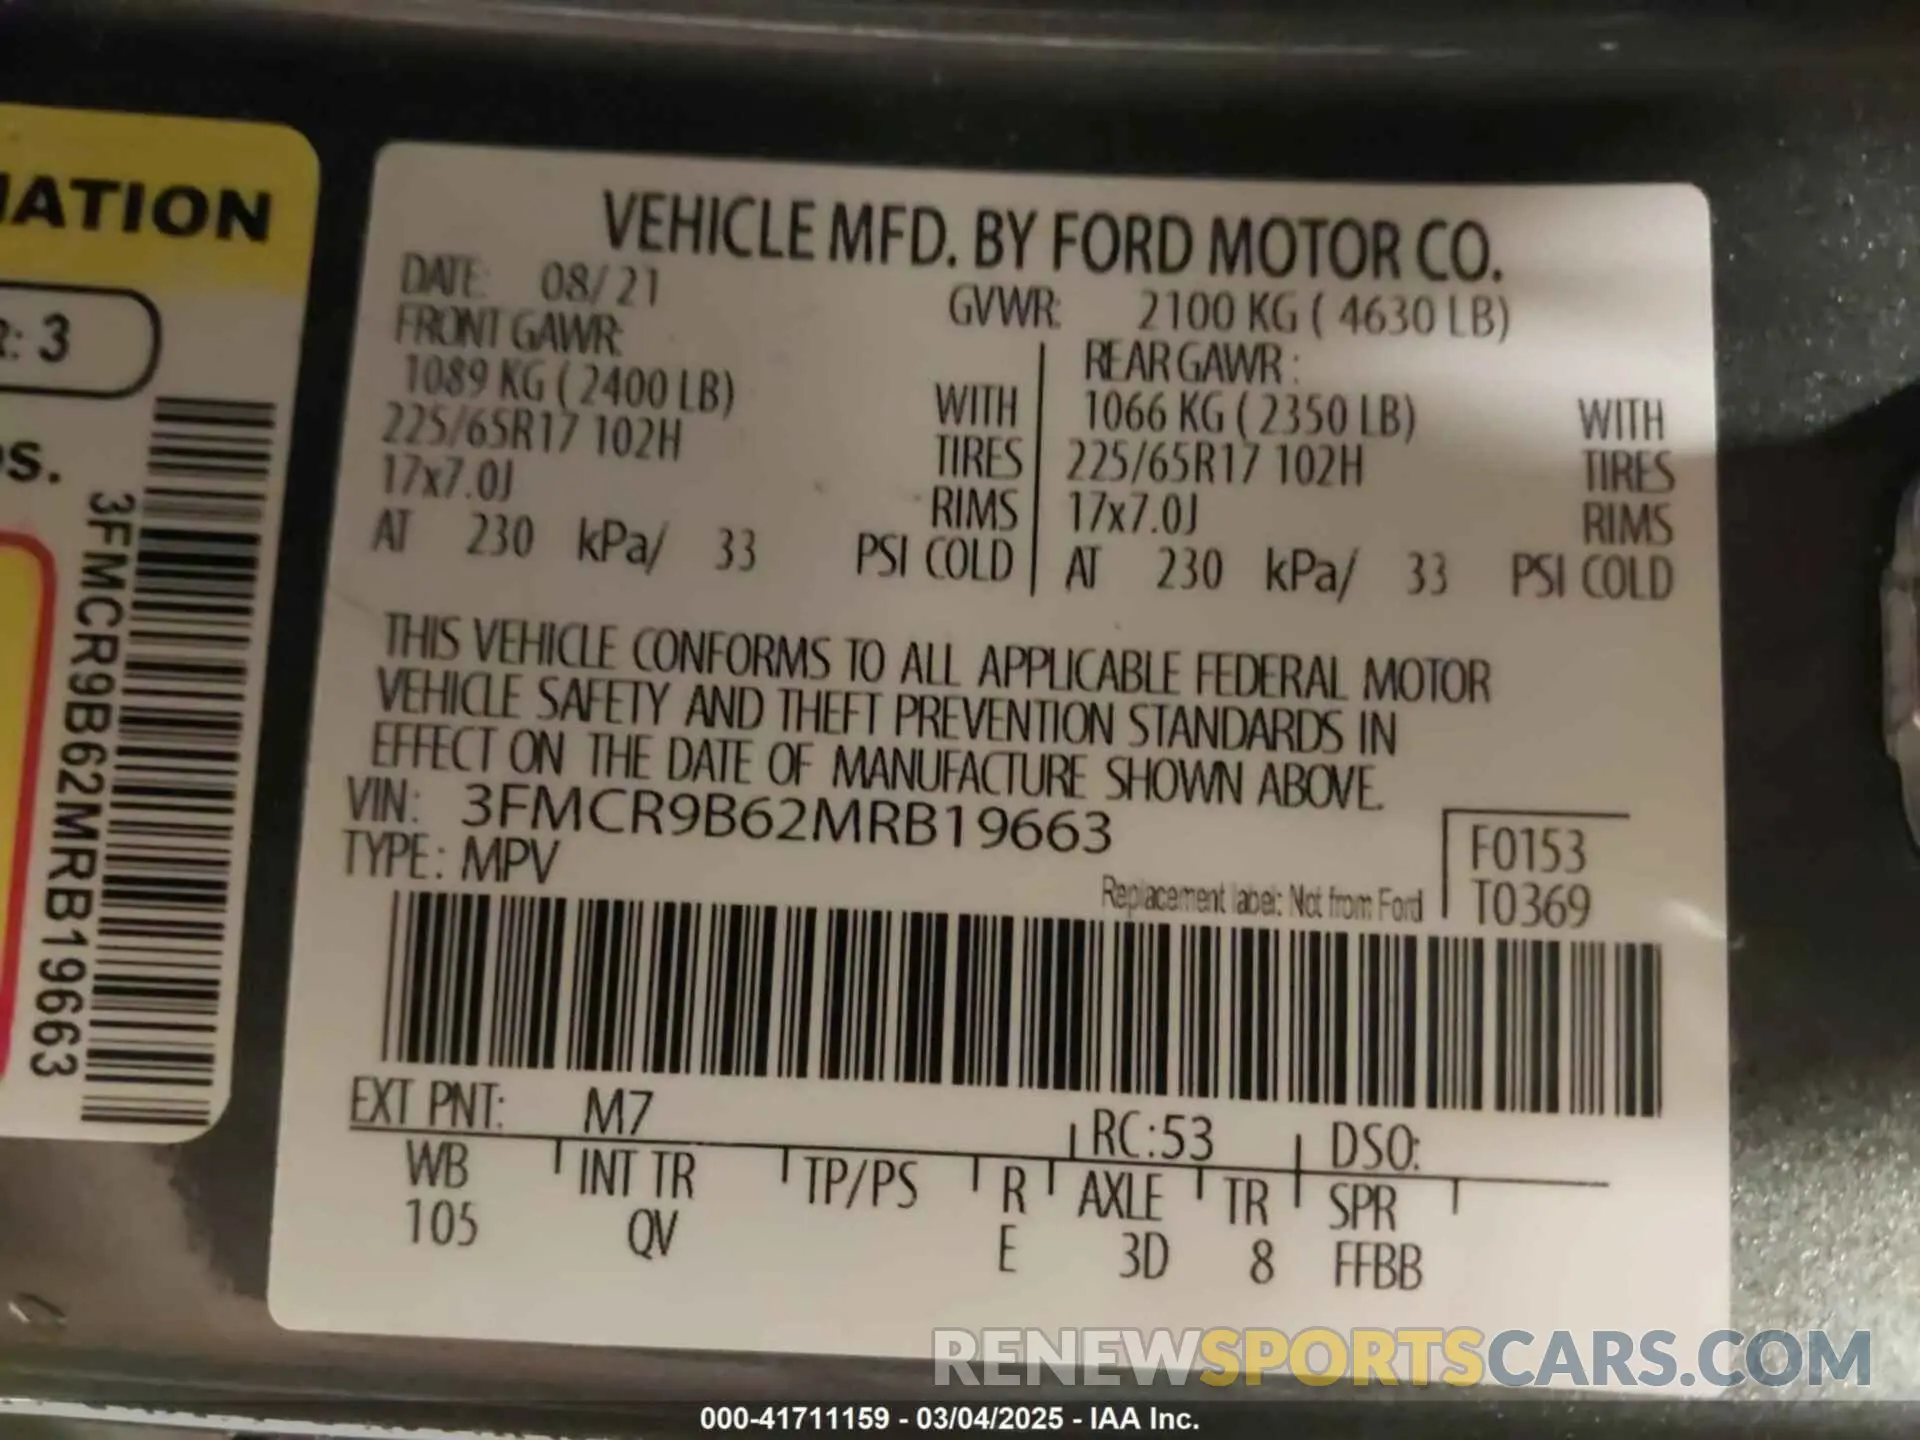 IATION
R: 3
os.
3FMCR9B62MRB19663
VEHICLE MFD. BY FORD MOTOR CO.
DATE: 08/21
GVWR: 2100 KG ( 4630 LB)
FRONT GAWR:
1089 KG ( 2400 LB) WITH
225/65R17 102H TIRES
17x7.0J RIMS
AT 230 kPa/ 33 PSI COLD
REAR GAWR :
1066 KG ( 2350 LB) WITH
225/65R17 102H TIRES
17x7.0J RIMS
AT 230 kPa/ 33 PSI COLD
THIS VEHICLE CONFORMS TO ALL APPLICABLE FEDERAL MOTOR
VEHICLE SAFETY AND THEFT PREVENTION STANDARDS IN
EFFECT ON THE DATE OF MANUFACTURE SHOWN ABOVE.
VIN: 3FMCR9B62MRB19663
TYPE: MPV
F0153
Replacement label: Not from Ford T0369
EXT PNT: M7 RC:53 DSO:
WB INT TR TP/PS R AXLE TR SPR
105 QV E 3D 8 FFBB
RENEWSPORTSCARS.COM
000-41711159 - 03/04/2025 - IAA Inc.